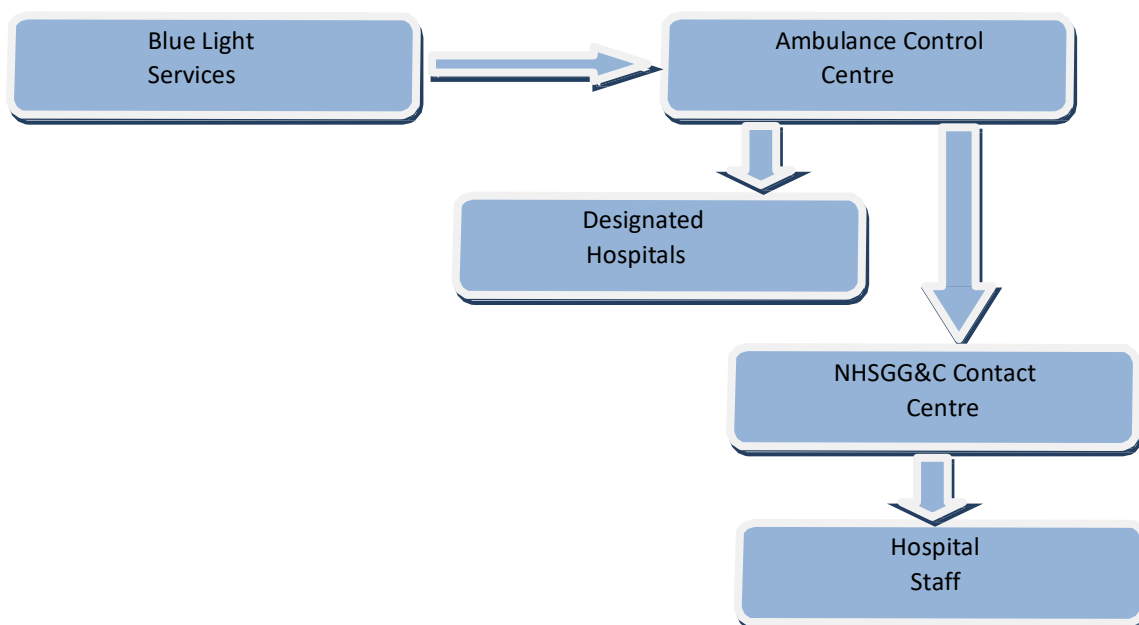 Blue Light
Services
Ambulance Control
Centre
Designated
Hospitals
NHSGG&C Contact
Centre
Hospital
Staff